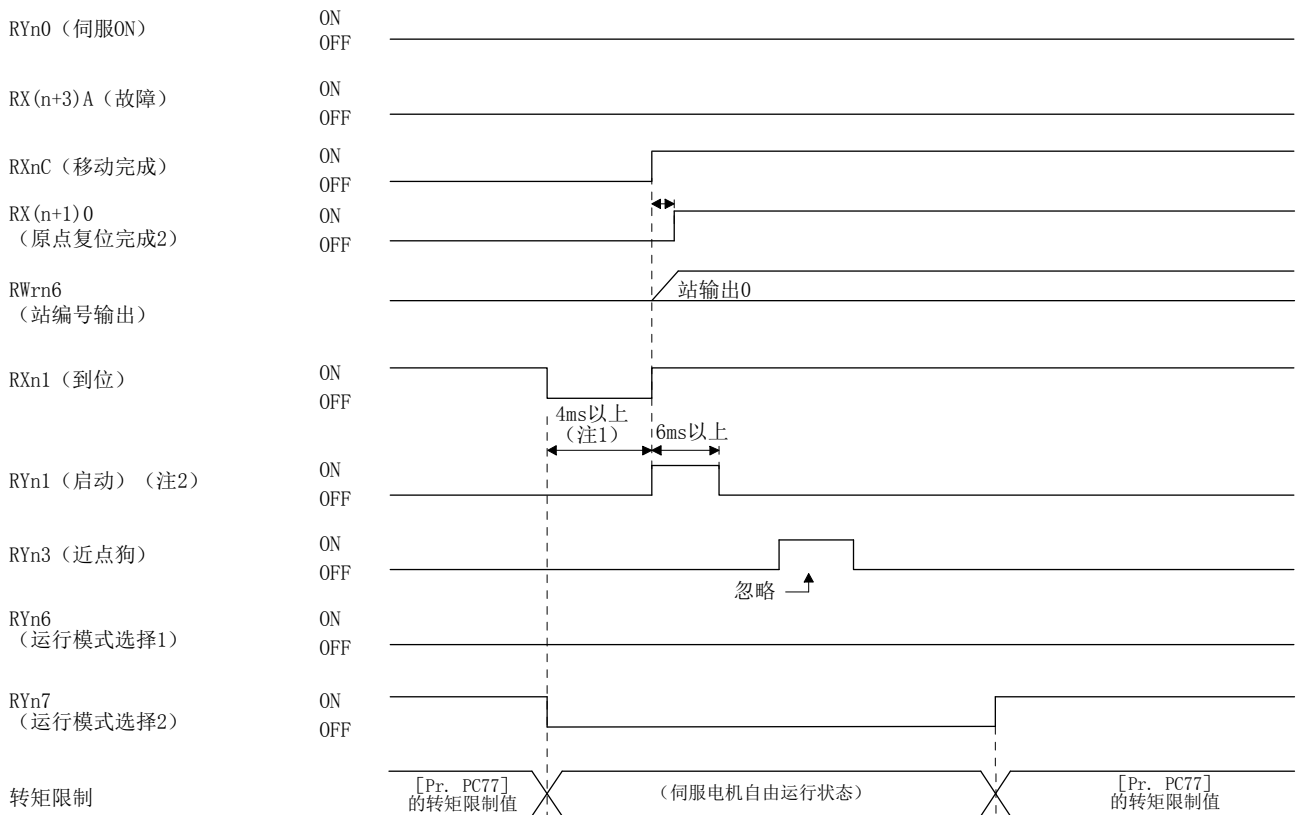 RYn0（伺服ON）
ON
OFF
RX(n+3)A（故障）
ON
OFF
RXnC（移动完成）
ON
OFF
RX(n+1)0
（原点复位完成2）
ON
OFF
RWrn6
（站编号输出）
站输出0
RXn1（到位）
ON
OFF
4ms以上
（注1）
6ms以上
RYn1（启动）（注2）
ON
OFF
RYn3（近点狗）
ON
OFF
忽略
RYn6
（运行模式选择1）
ON
OFF
RYn7
（运行模式选择2）
ON
OFF
转矩限制
[Pr. PC77]
的转矩限制值
（伺服电机自由运行状态）
[Pr. PC77]
的转矩限制值